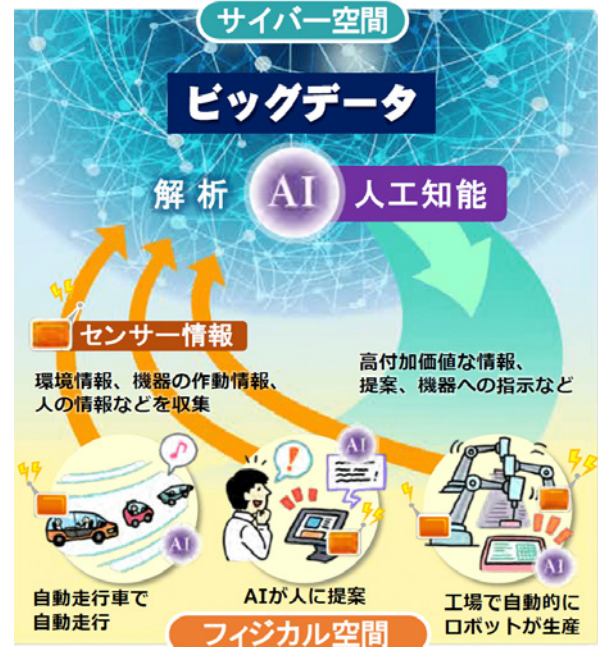 サイバー空間
ビッグデータ
解析 AI 人工知能
センサー情報
環境情報、機器の作動情報、
人の情報などを収集
高付加価値な情報、
提案、機器への指示など
AI
AI
AI
自動走行車で
自動走行
AIが人に提案
工場で自動的に
ロボットが生産
フィジカル空間